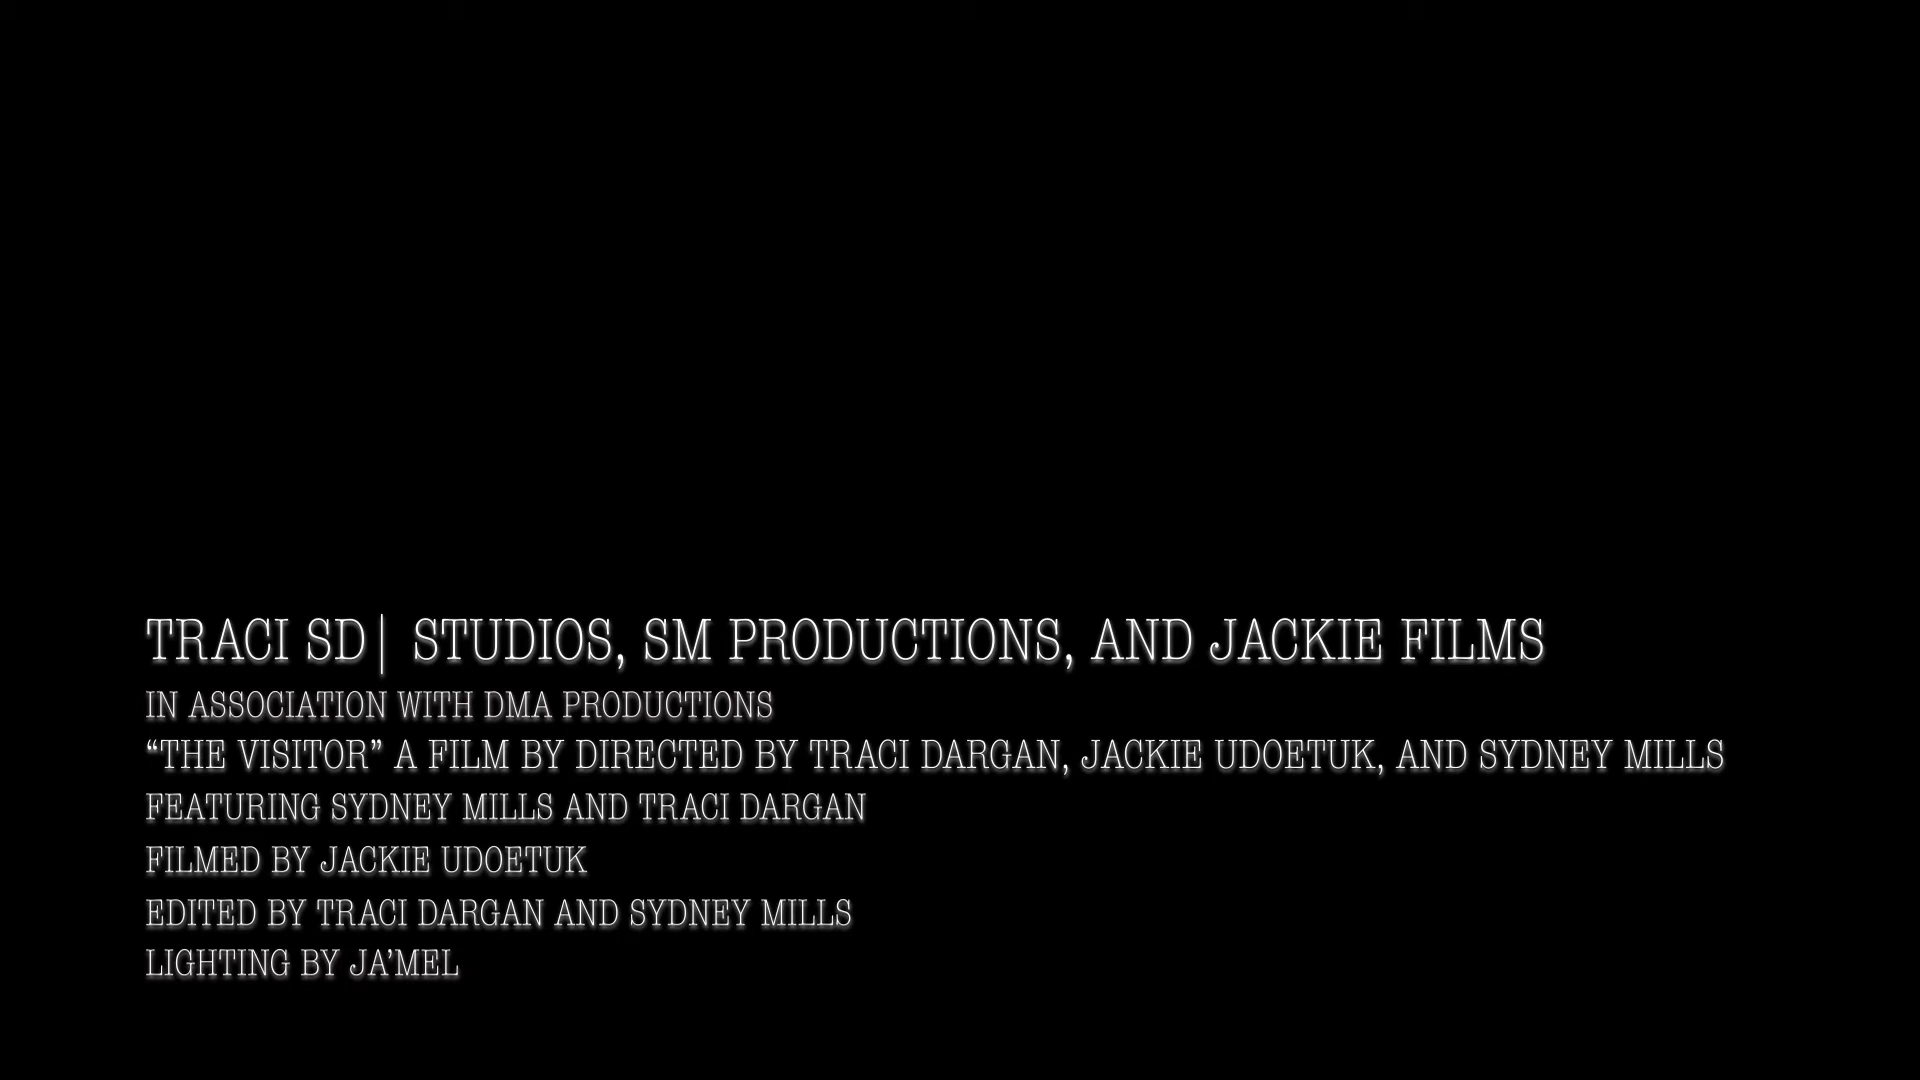 TRACI SD| STUDIOS, SM PRODUCTIONS, AND JACKIE FILMS
IN ASSOCIATION WITH DMA PRODUCTIONS
“THE VISITOR” A FILM BY DIRECTED BY TRACI DARGAN, JACKIE UDOETUK, AND SYDNEY MILLS
FEATURING SYDNEY MILLS AND TRACI DARGAN
FILMED BY JACKIE UDOETUK
EDITED BY TRACI DARGAN AND SYDNEY MILLS
LIGHTING BY JA’MEL